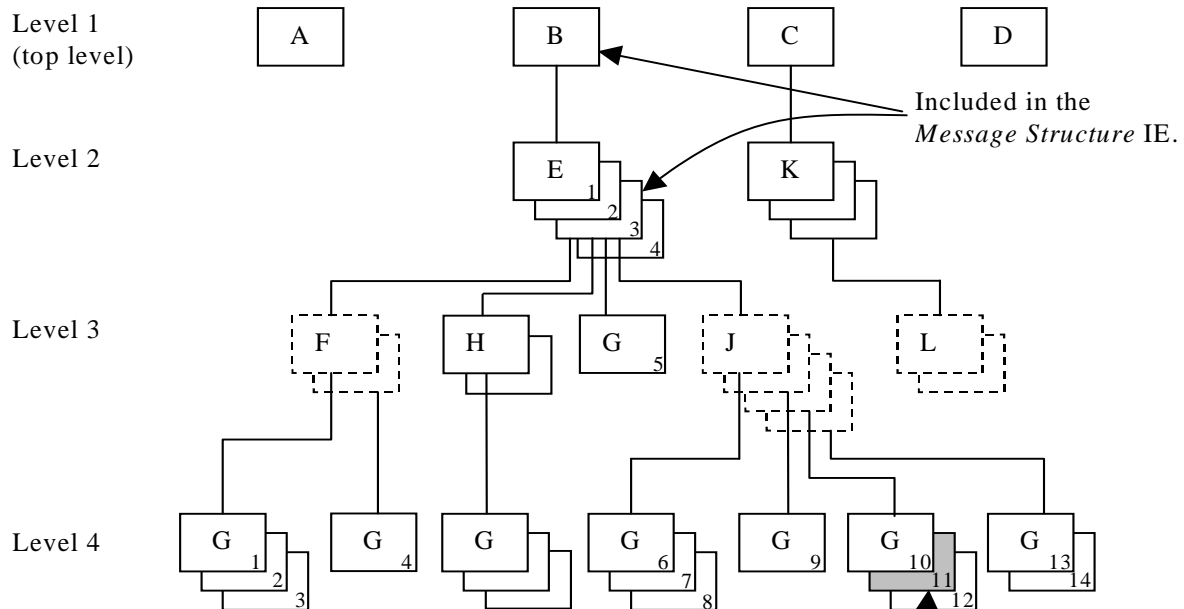 Level 1
(top level)
A
B
C
D
Included in the
Message Structure IE.
Level 2
E
1
2
3
4
K
Level 3
F
H
G
5
J
L
Level 4
G
1
2
3
G
4
G
G
6
7
8
G
9
G
10
11
12
G
13
14